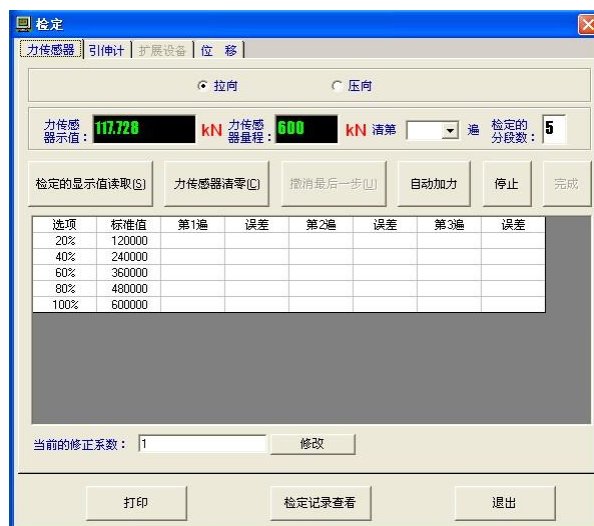 检定
力传感器 引伸计 扩展设备 位 移
拉向 压向
力传感器示值： 117.728 kN 力传感器量程： 600 kN 清第 遍 检定的分段数： 5
检定的显示值读取(S) 力传感器清零(C) 撤消最后一步(U) 自动加力 停止 完成
选项 标准值 第1遍 误差 第2遍 误差 第3遍 误差
20% 120000
40% 240000
60% 360000
80% 480000
100% 600000
当前的修正系数： 1 修改
打印 检定记录查看 退出